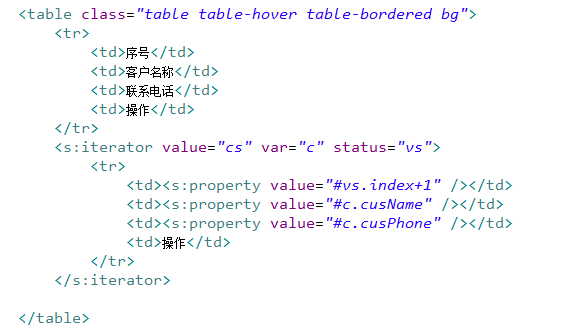 <table class="table table-hover table-bordered bg">
<tr>
<td>序号</td>
<td>客户名称</td>
<td>联系电话</td>
<td>操作</td>
</tr>
<s:iterator value="cs" var="c" status="vs">
<tr>
<td><s:property value="#vs.index+1" /></td>
<td><s:property value="#c.cusName" /></td>
<td><s:property value="#c.cusPhone" /></td>
<td>操作</td>
</tr>
</s:iterator>
</table>